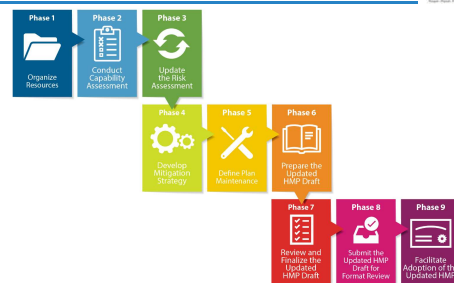 Phase 1
Organize
Resources
Phase 2
Conduct
Capability
Assessment
Phase 3
Update
the Risk
Assessment
Phase 4
Develop
Mitigation
Strategy
Phase 5
Define Plan
Maintenance
Phase 6
Prepare the
Updated
HMP Draft
Phase 7
Review and
Finalize the
Updated
HMP Draft
Phase 8
Submit the
Updated HMP
Draft for
Format Review
Phase 9
Facilitate
Adoption of the
Updated HMP